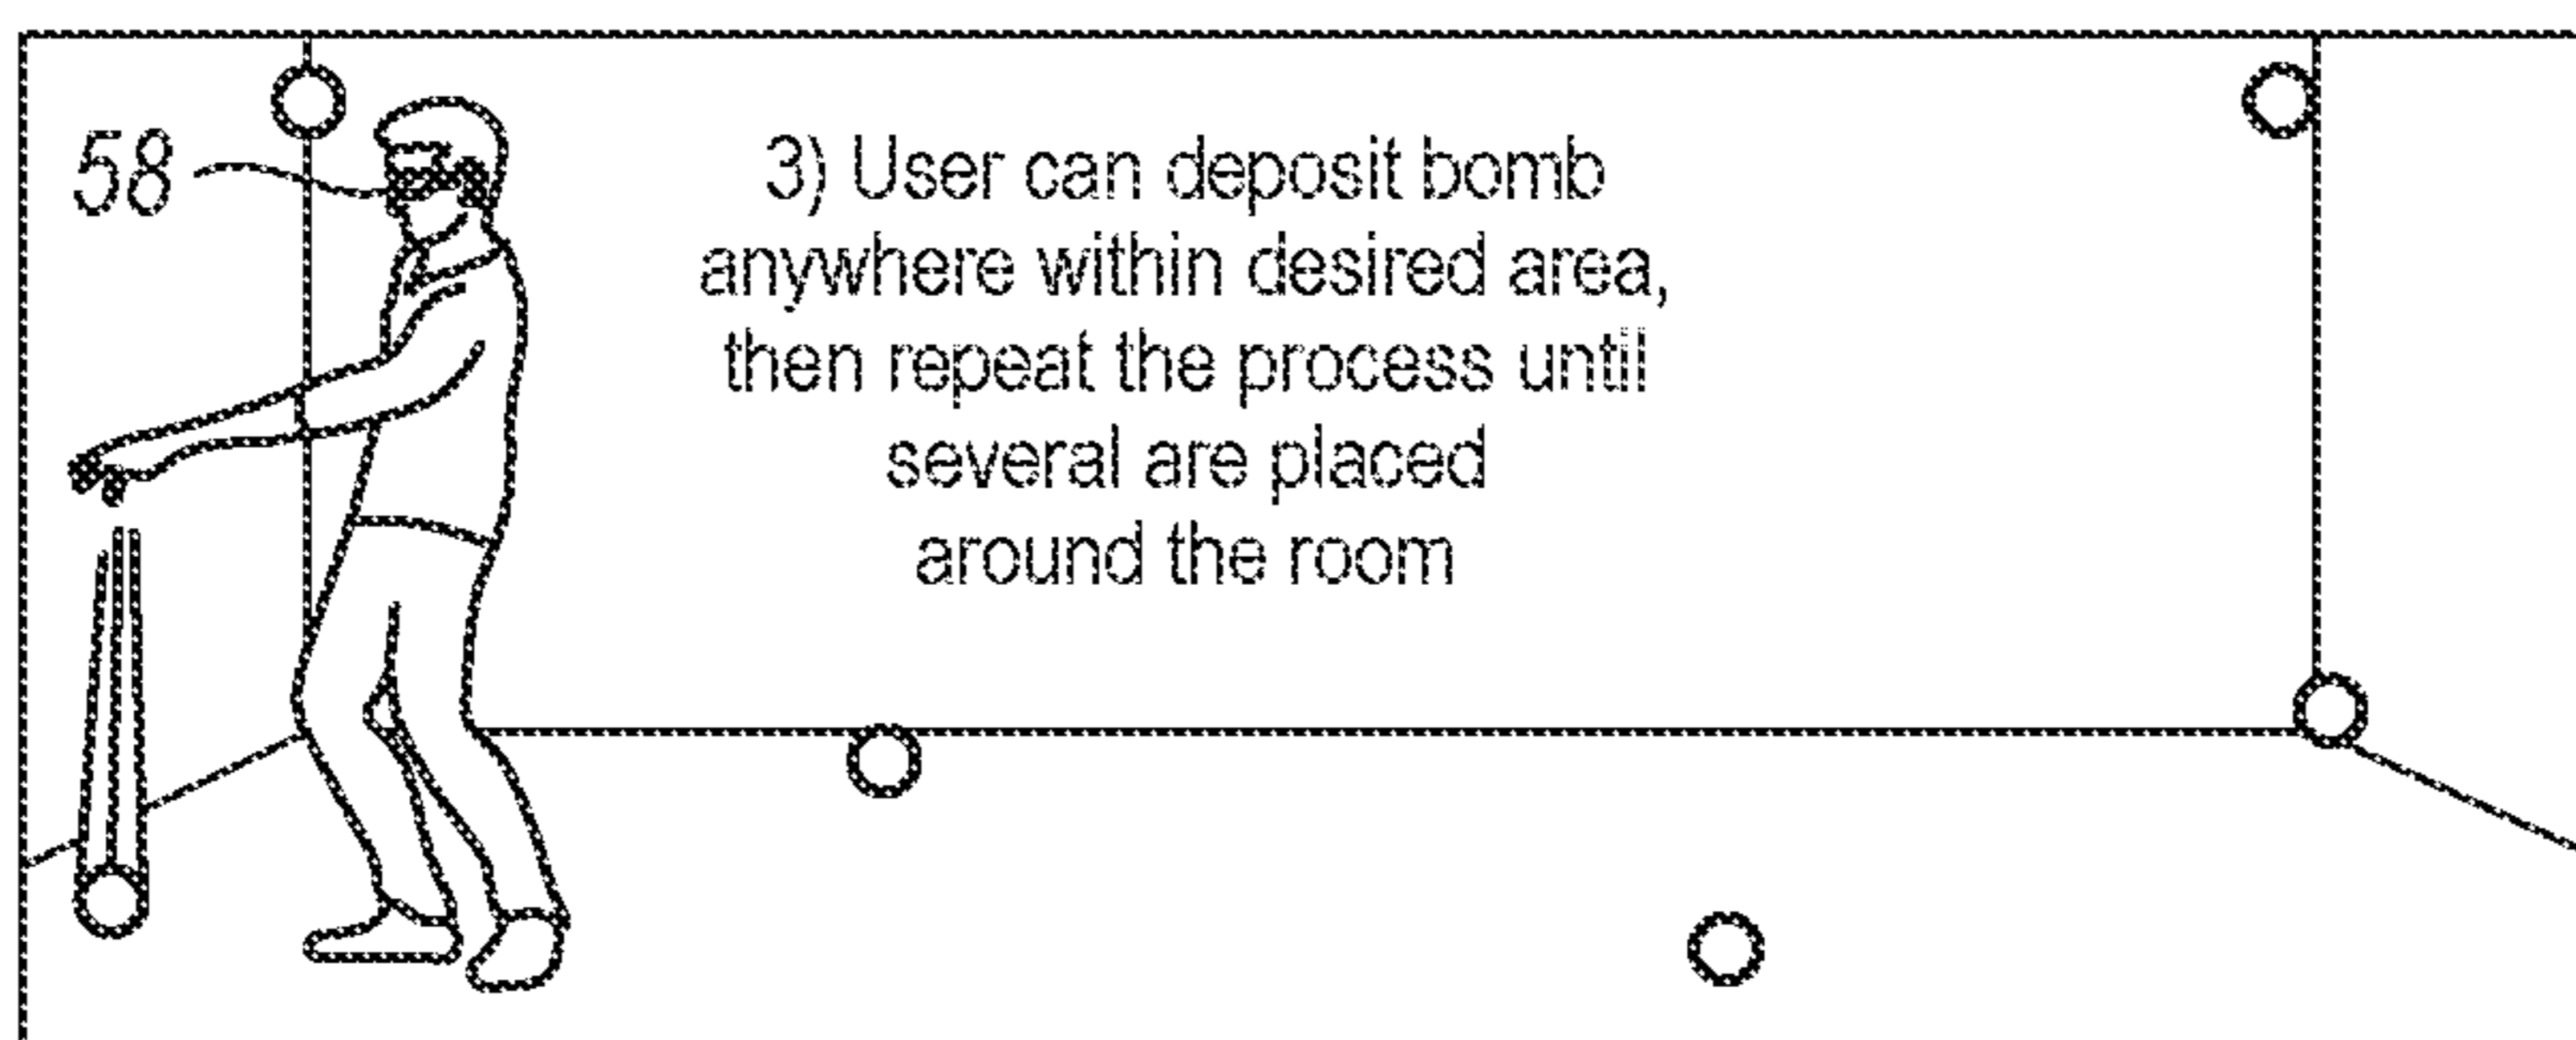 58
3) User can deposit bomb
anywhere within desired area,
then repeat the process until
several are placed
around the room